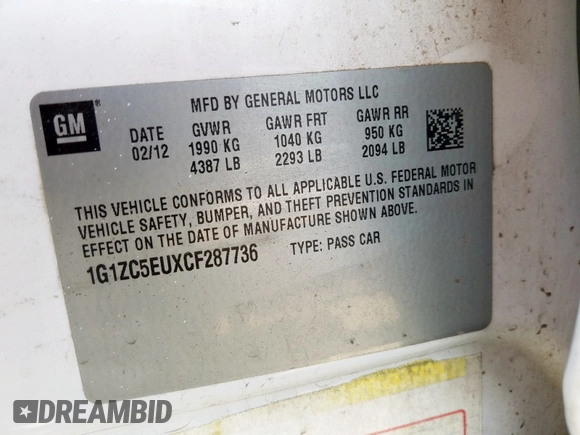 MFD BY GENERAL MOTORS LLC
GM ®
DATE GVWR GAWR FRT GAWR RR
02/12 1990 KG 1040 KG 950 KG
4387 LB 2293 LB 2094 LB
THIS VEHICLE CONFORMS TO ALL APPLICABLE U.S. FEDERAL MOTOR
VEHICLE SAFETY, BUMPER, AND THEFT PREVENTION STANDARDS IN
EFFECT ON THE DATE OF MANUFACTURE SHOWN ABOVE.
1G1ZC5EUXCF287736 TYPE: PASS CAR
DREAMBID